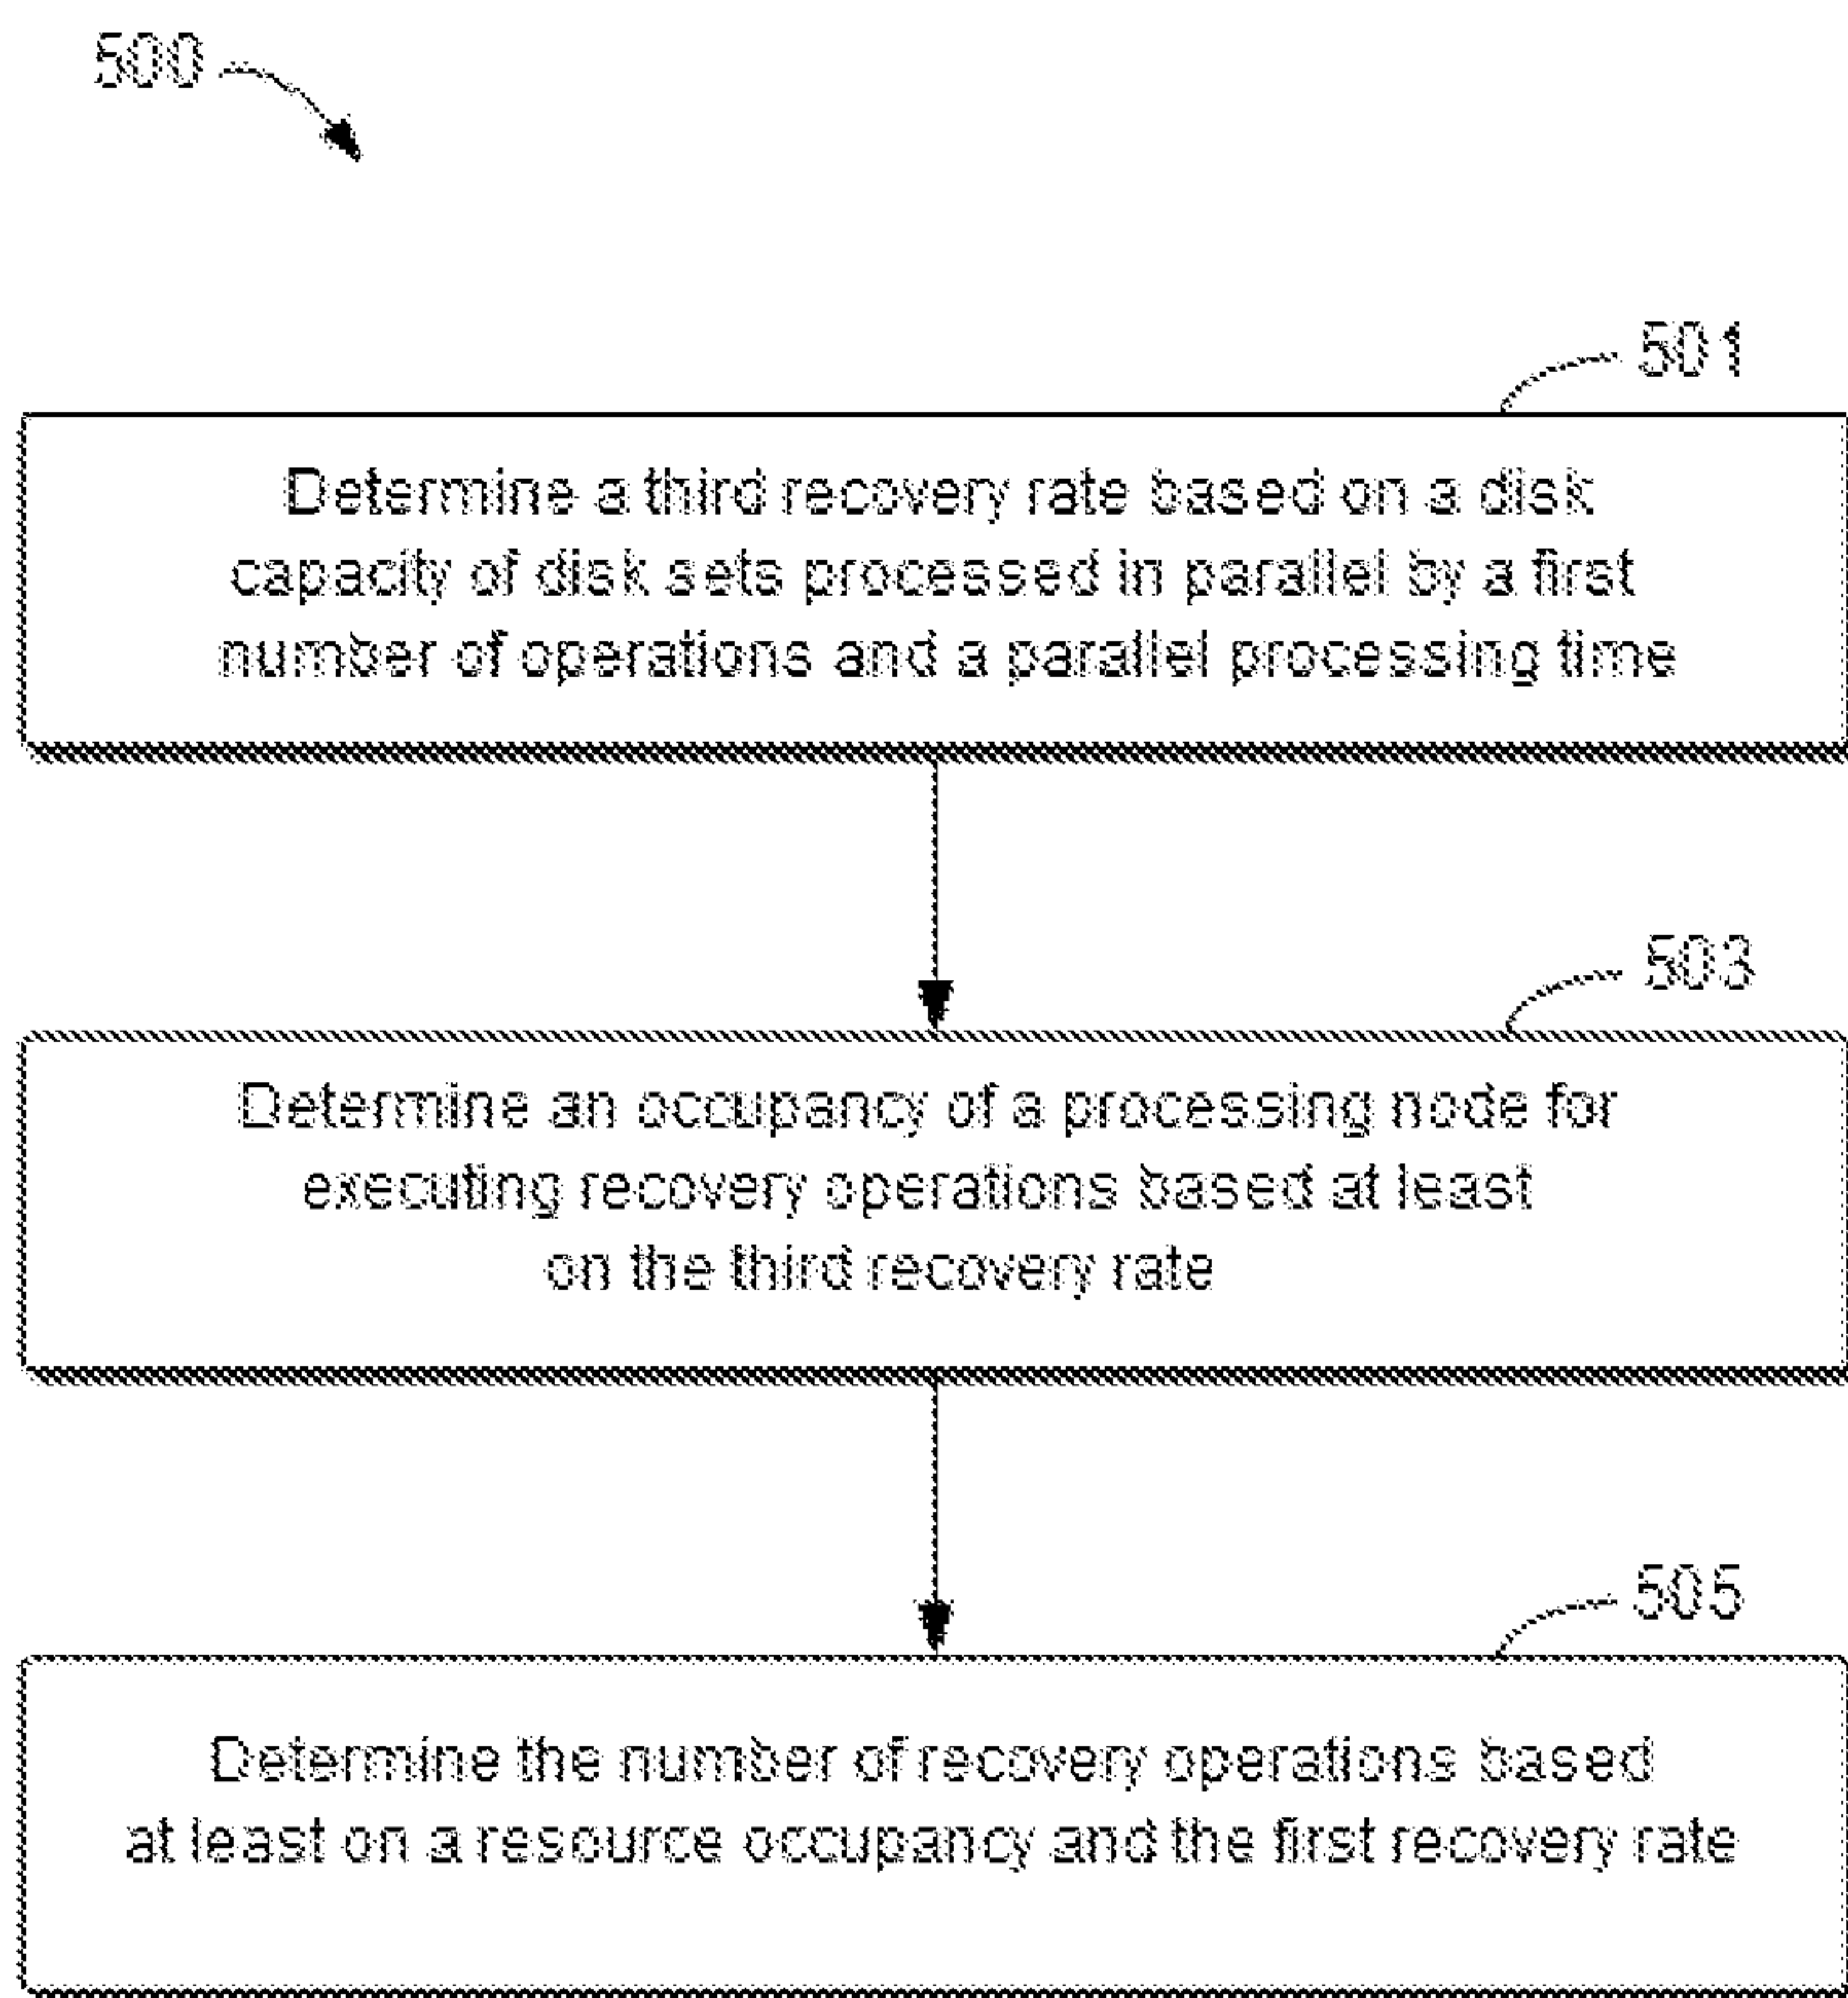 500
501
Determine a third recovery rate based on a disk
capacity of disk sets processed in parallel by a first
number of operations and a parallel processing time
503
Determine an occupancy of a processing node for
executing recovery operations based at least
on the third recovery rate
505
Determine the number of recovery operations based
at least on a resource occupancy and the first recovery rate